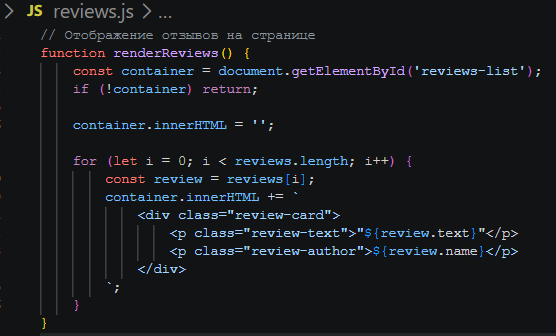 JS reviews.js > ...
// Отображение отзывов на странице
function renderReviews() {
    const container = document.getElementById('reviews-list');
    if (!container) return;

    container.innerHTML = '';

    for (let i = 0; i < reviews.length; i++) {
        const review = reviews[i];
        container.innerHTML += `
            <div class="review-card">
                <p class="review-text">"${review.text}"</p>
                <p class="review-author">${review.name}</p>
            </div>
        `;
    }
}